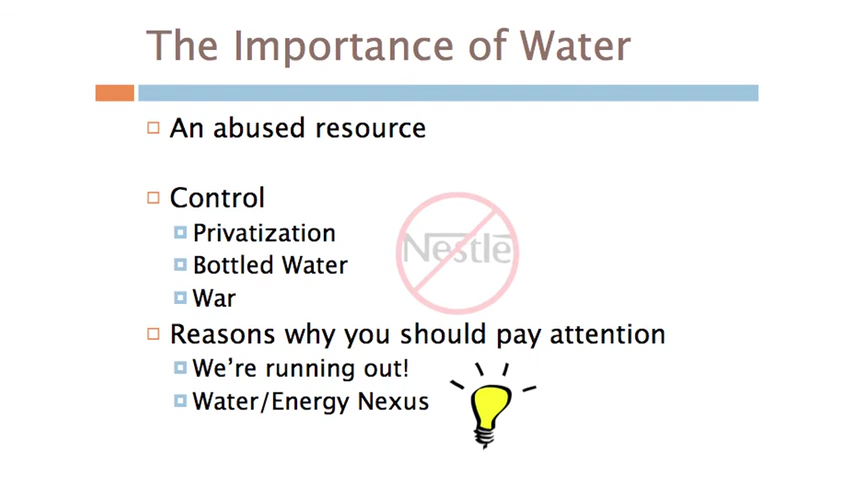 The Importance of Water
An abused resource
Control
Privatization
Nestlé
Bottled Water
War
Reasons why you should pay attention
We're running out!
Water/Energy Nexus